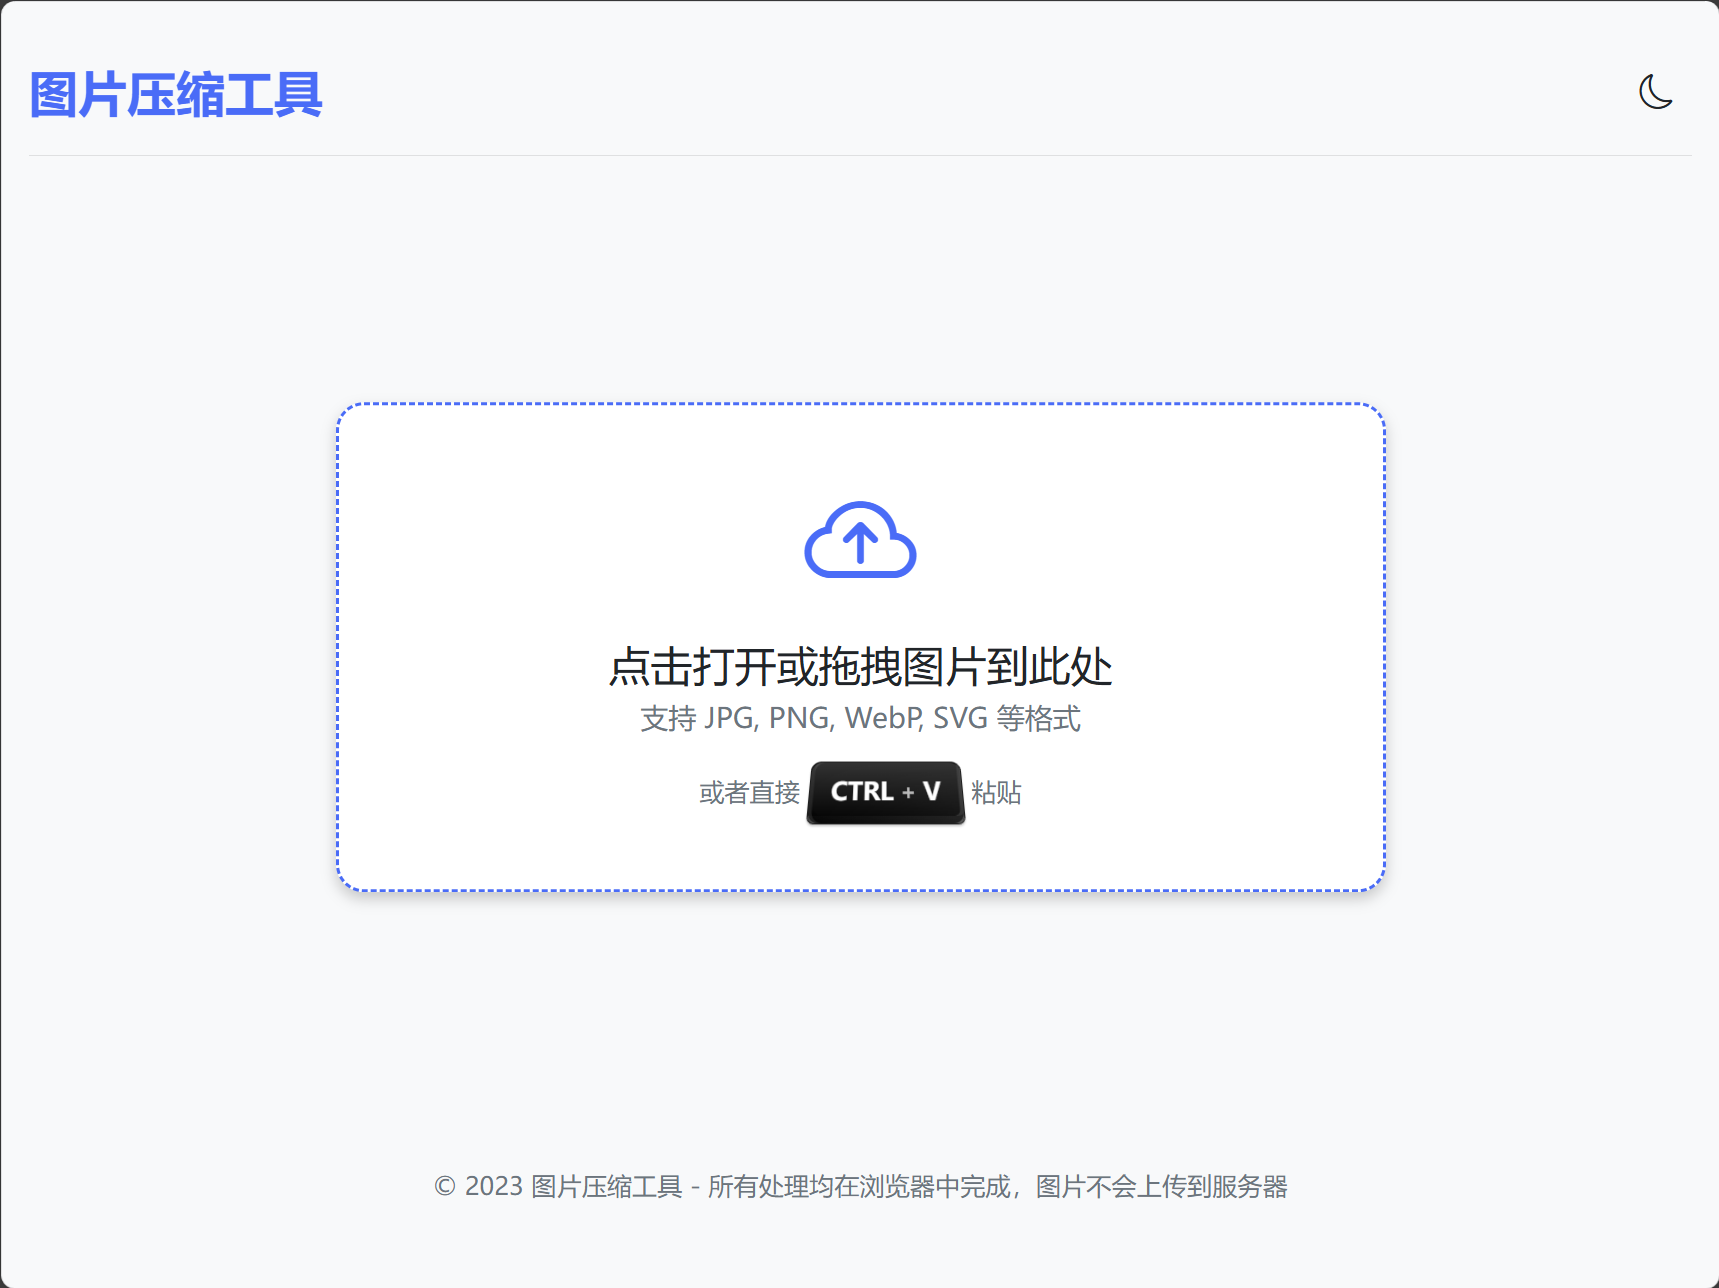 图片压缩工具
点击打开或拖拽图片到此处
支持 JPG, PNG, WebP, SVG 等格式
或者直接 CTRL + V 粘贴
© 2023 图片压缩工具 - 所有处理均在浏览器中完成，图片不会上传到服务器